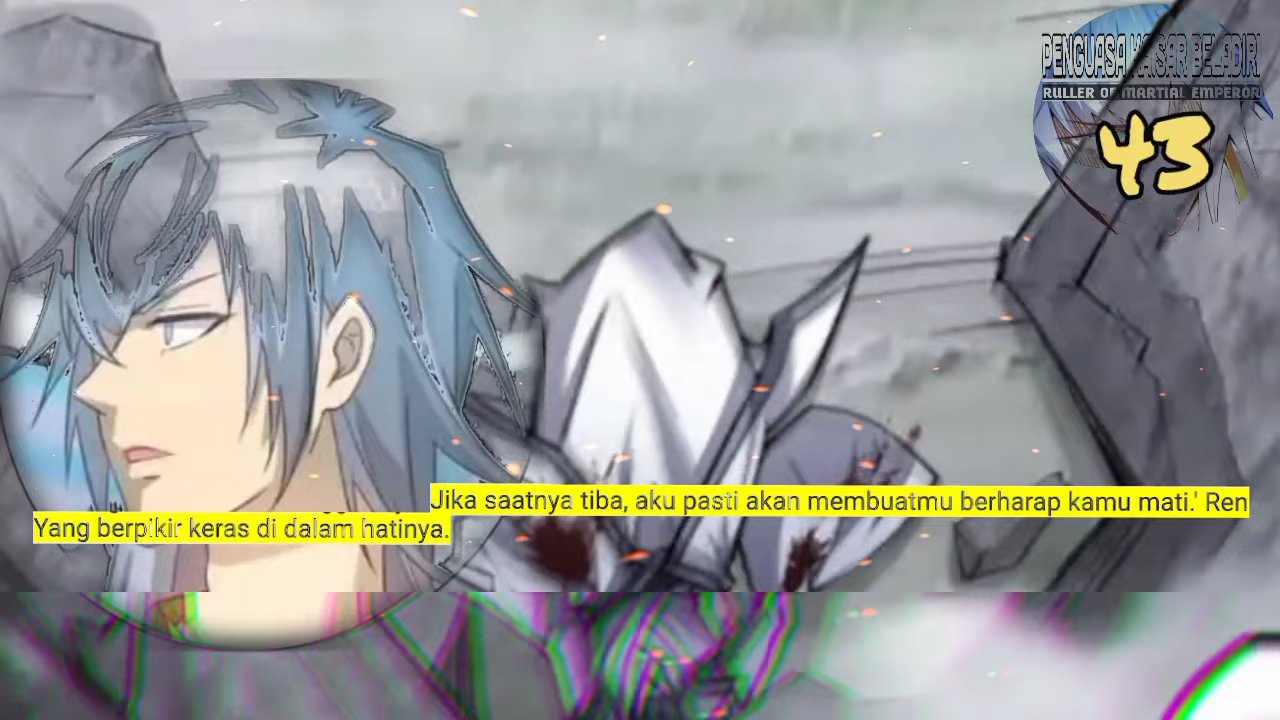 PENGUASA KAISAR BELADIRI
RULLER OF MARTIAL EMPEROR
43
Jika saatnya tiba, aku pasti akan membuatmu berharap kamu mati.' Ren
Yang berpikir keras di dalam hatinya.